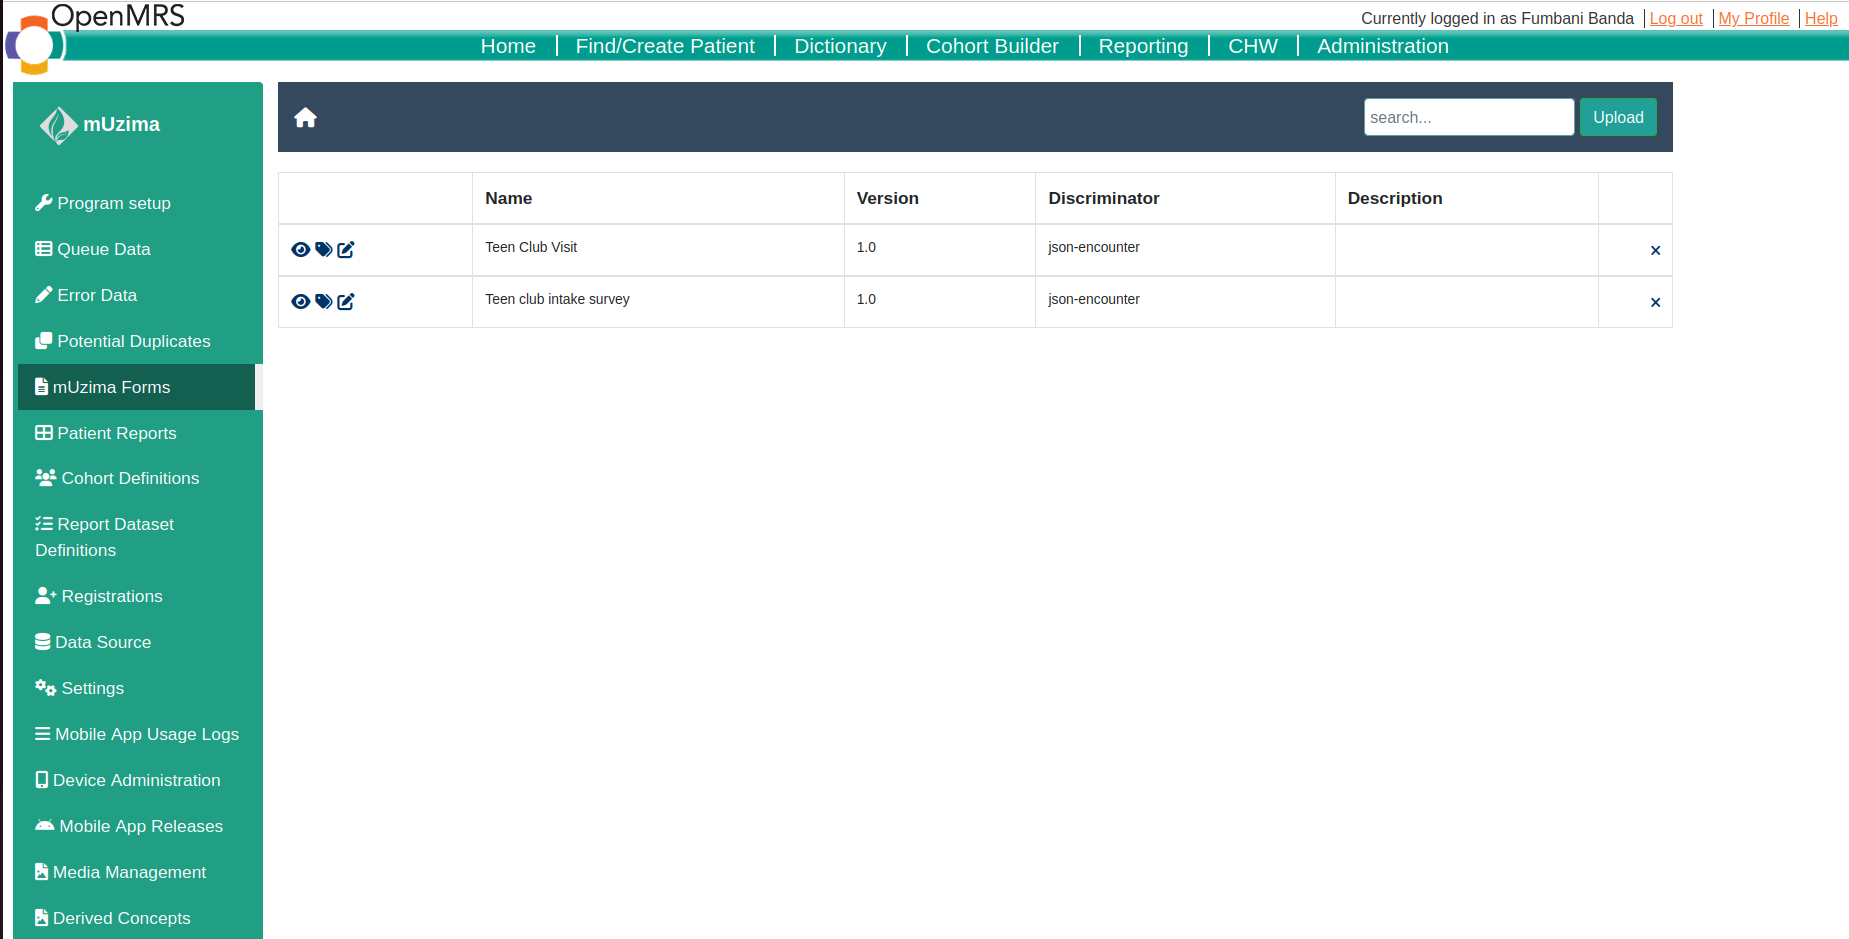 OpenMRS
Currently logged in as Fumbani Banda Log out My Profile Help
Home Find/Create Patient Dictionary Cohort Builder Reporting CHW Administration
mUzima
Program setup
Queue Data
Error Data
Potential Duplicates
mUzima Forms
Patient Reports
Cohort Definitions
Report Dataset
Definitions
Registrations
Data Source
Settings
Mobile App Usage Logs
Device Administration
Mobile App Releases
Media Management
Derived Concepts
search... Upload
Name Version Discriminator Description
Teen Club Visit 1.0 json-encounter
Teen club intake survey 1.0 json-encounter